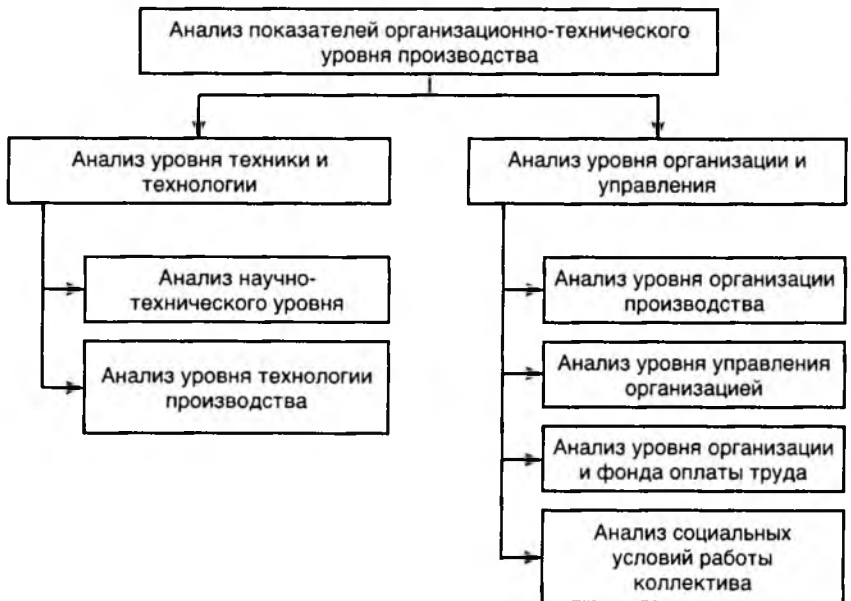 Анализ показателей организационно-технического
уровня производства
Анализ уровня техники и
технологии
Анализ научно-
технического уровня
Анализ уровня технологии
производства
Анализ уровня организации и
управления
Анализ уровня организации
производства
Анализ уровня управления
организацией
Анализ уровня организации
и фонда оплаты труда
Анализ социальных
условий работы
коллектива